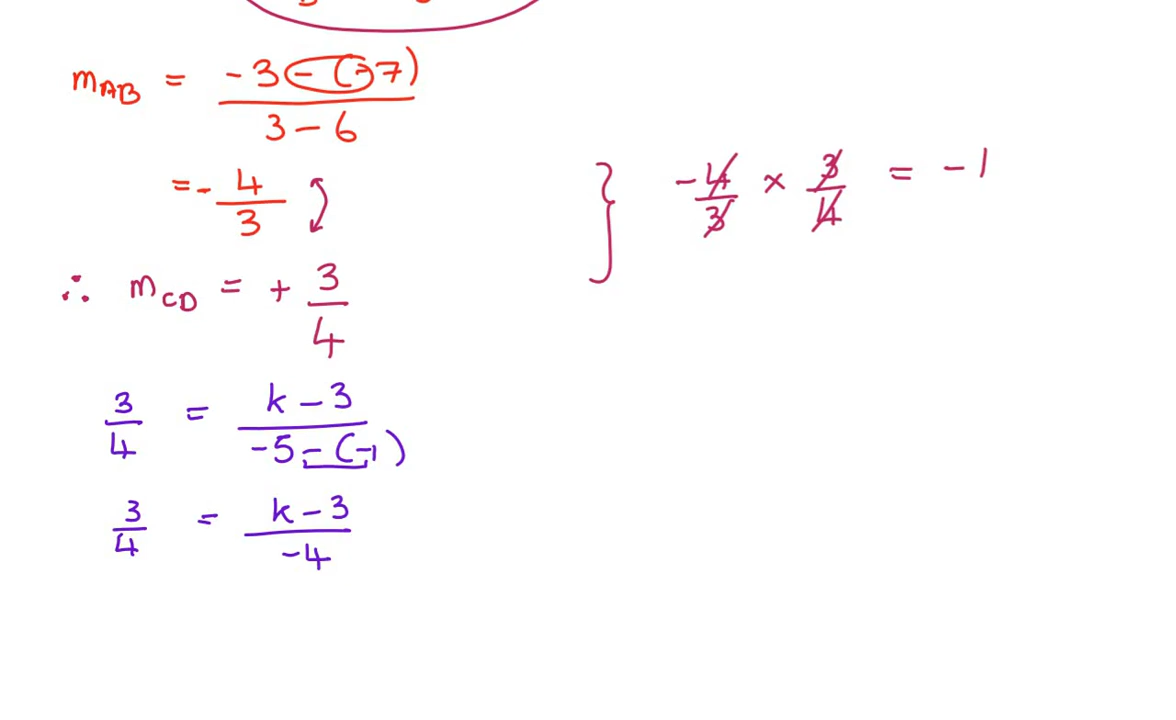 m_AB = (-3 - (-7)) / (3 - 6)
= - 4/3
} -4/3 × 3/4 = -1
∴ m_CD = + 3/4
3/4 = (k - 3) / (-5 - (-1))
3/4 = (k - 3) / -4